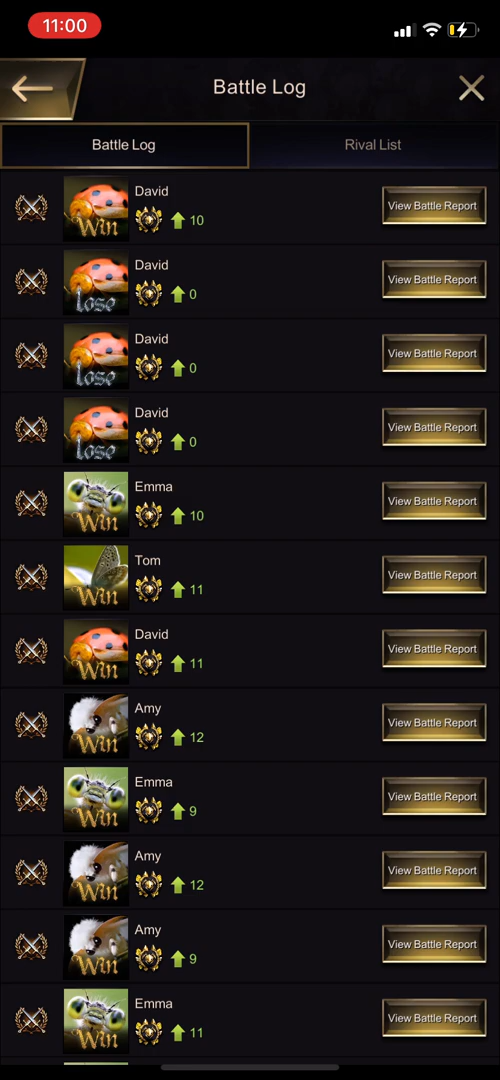 11:00
Battle Log
Battle Log
Rival List
David
Win
10
View Battle Report
David
lose
0
View Battle Report
David
lose
0
View Battle Report
David
lose
0
View Battle Report
Emma
Win
10
View Battle Report
Tom
Win
11
View Battle Report
David
Win
11
View Battle Report
Amy
Win
12
View Battle Report
Emma
Win
9
View Battle Report
Amy
Win
12
View Battle Report
Amy
Win
9
View Battle Report
Emma
Win
11
View Battle Report